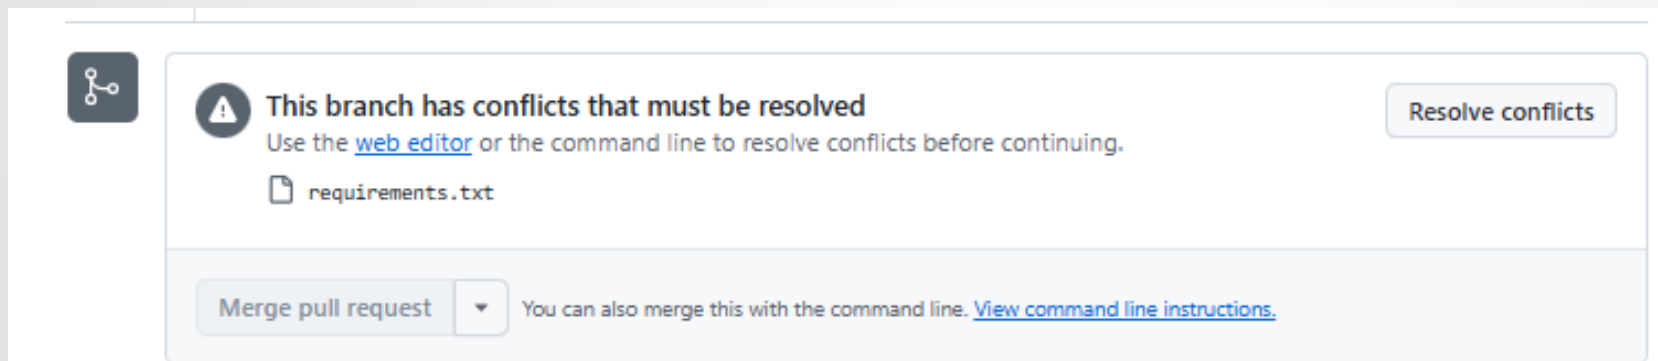 This branch has conflicts that must be resolved
Resolve conflicts
Use the web editor or the command line to resolve conflicts before continuing.
requirements.txt
Merge pull request
You can also merge this with the command line. View command line instructions.